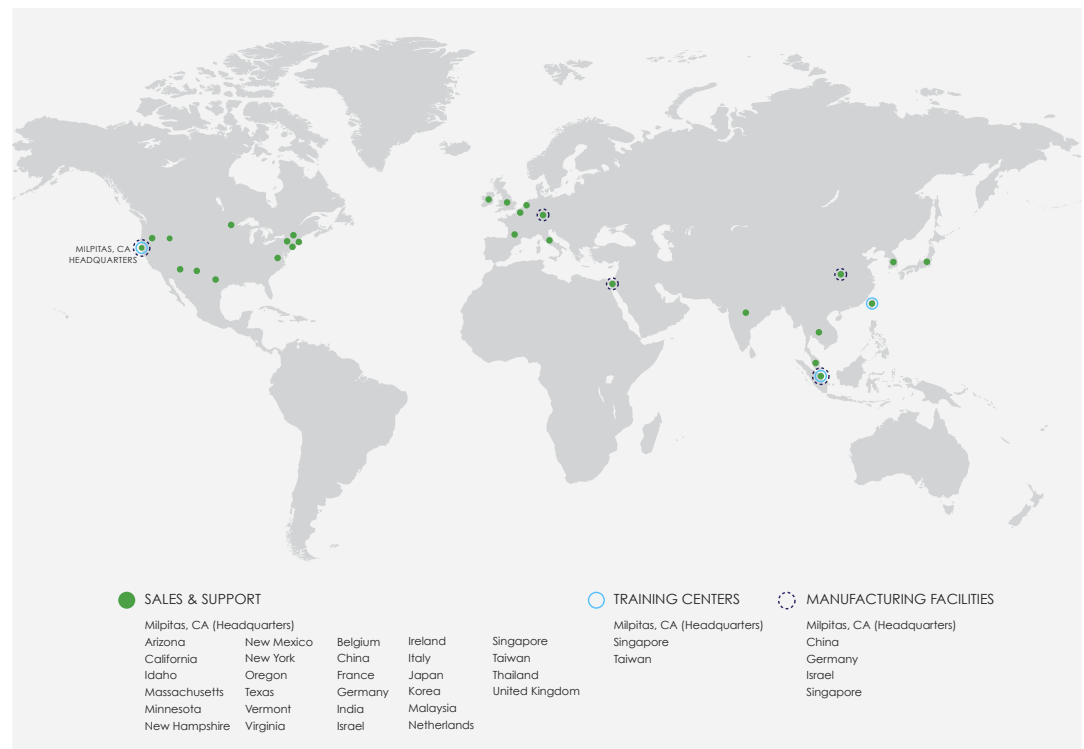 MILPITAS, CA
HEADQUARTERS
SALES & SUPPORT
Milpitas, CA (Headquarters)
Arizona
California
Idaho
Massachusetts
Minnesota
New Hampshire
New Mexico
New York
Oregon
Texas
Vermont
Virginia
Belgium
China
France
Germany
India
Israel
Ireland
Italy
Japan
Korea
Malaysia
Netherlands
Singapore
Taiwan
Thailand
United Kingdom
TRAINING CENTERS
Milpitas, CA (Headquarters)
Singapore
Taiwan
MANUFACTURING FACILITIES
Milpitas, CA (Headquarters)
China
Germany
Israel
Singapore